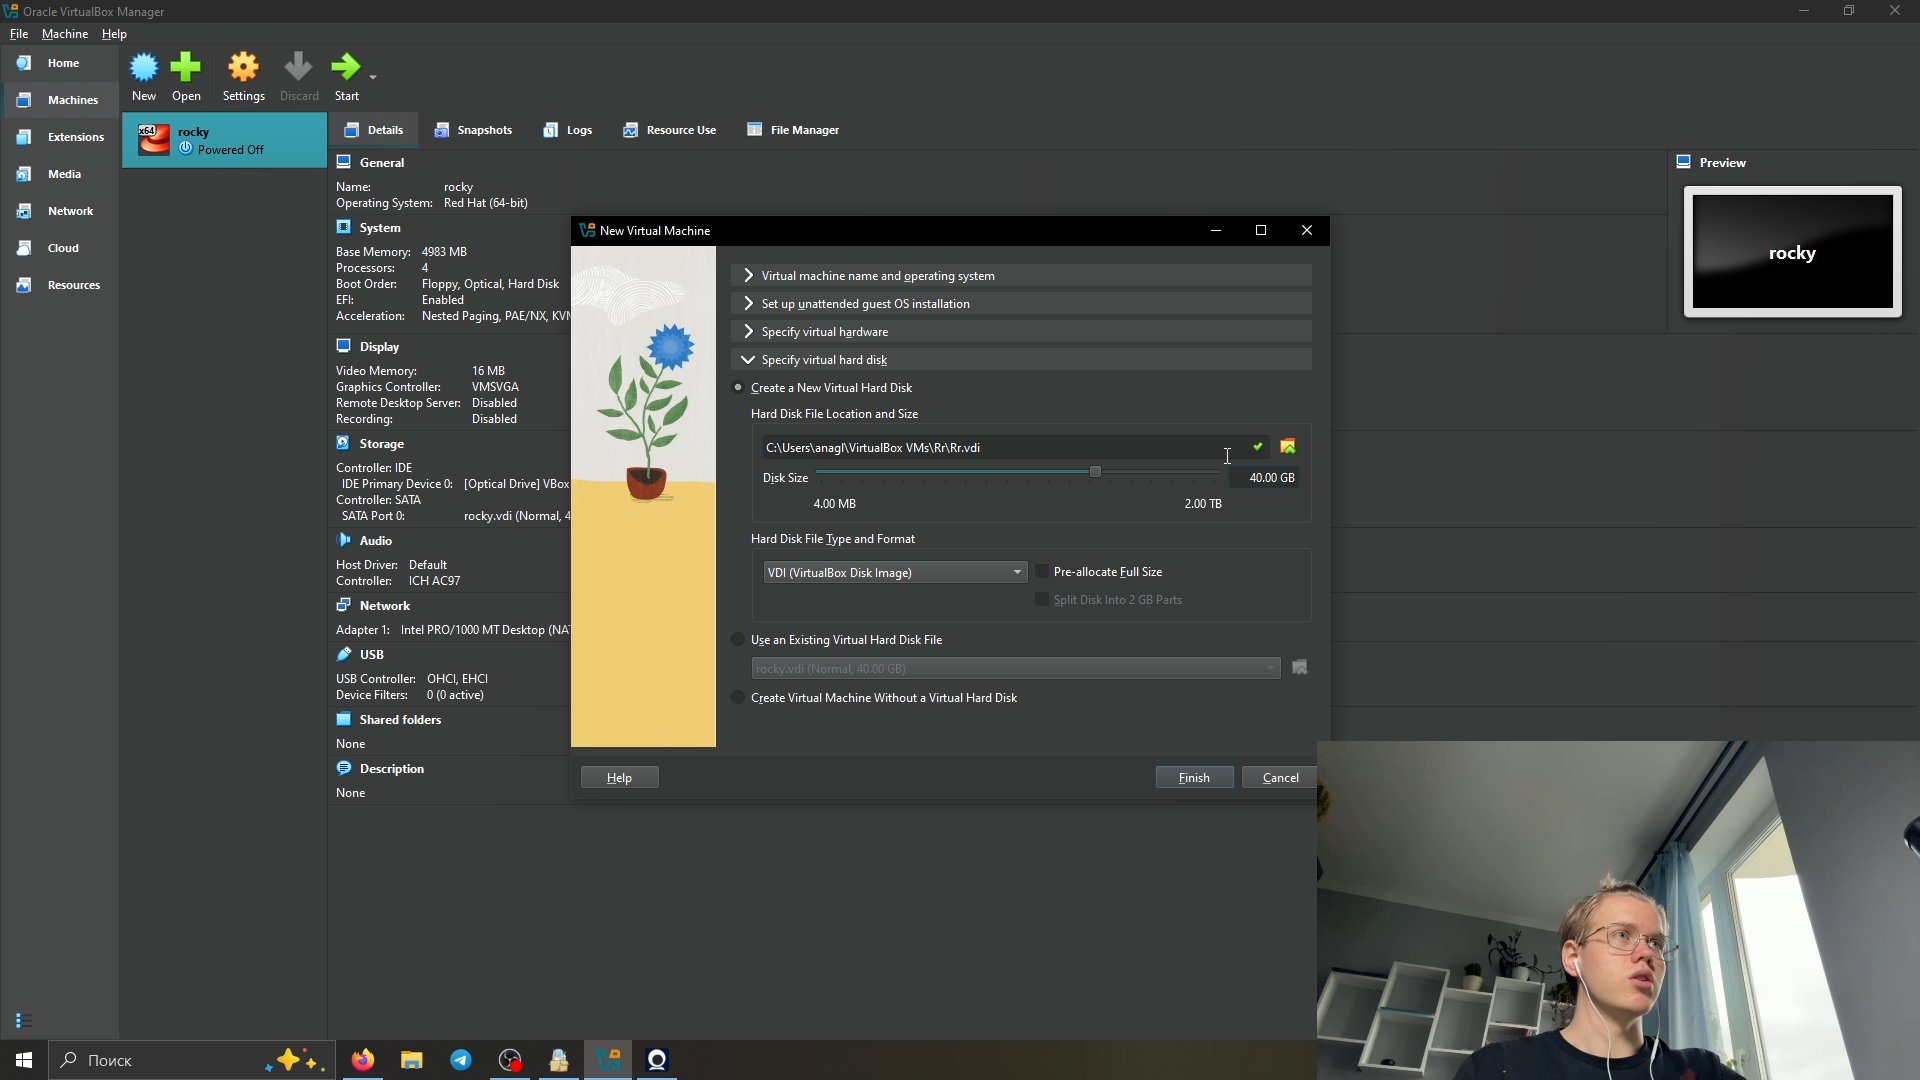 Oracle VirtualBox Manager
File Machine Help
Home
Machines
Extensions
Media
Network
Cloud
Resources
New Open Settings Discard Start
x64 rocky
Powered Off
Details Snapshots Logs Resource Use File Manager
General
Name: rocky
Operating System: Red Hat (64-bit)
System
Base Memory: 4983 MB
Processors: 4
Boot Order: Floppy, Optical, Hard Disk
EFI: Enabled
Acceleration: Nested Paging, PAE/NX, KVM
Display
Video Memory: 16 MB
Graphics Controller: VMSVGA
Remote Desktop Server: Disabled
Recording: Disabled
Storage
Controller: IDE
IDE Primary Device 0: [Optical Drive] VBox
Controller: SATA
SATA Port 0: rocky.vdi (Normal, 4
Audio
Host Driver: Default
Controller: ICH AC97
Network
Adapter 1: Intel PRO/1000 MT Desktop (NAT
USB
USB Controller: OHCI, EHCI
Device Filters: 0 (0 active)
Shared folders
None
Description
None
Preview
rocky
New Virtual Machine
Virtual machine name and operating system
Set up unattended guest OS installation
Specify virtual hardware
Specify virtual hard disk
Create a New Virtual Hard Disk
Hard Disk File Location and Size
C:\Users\anagl\VirtualBox VMs\Rr\Rr.vdi
Disk Size 40.00 GB
4.00 MB 2.00 TB
Hard Disk File Type and Format
VDI (VirtualBox Disk Image) Pre-allocate Full Size
Split Disk Into 2 GB Parts
Use an Existing Virtual Hard Disk File
rocky.vdi (Normal, 40.00 GB)
Create Virtual Machine Without a Virtual Hard Disk
Help Finish Cancel
Поиск